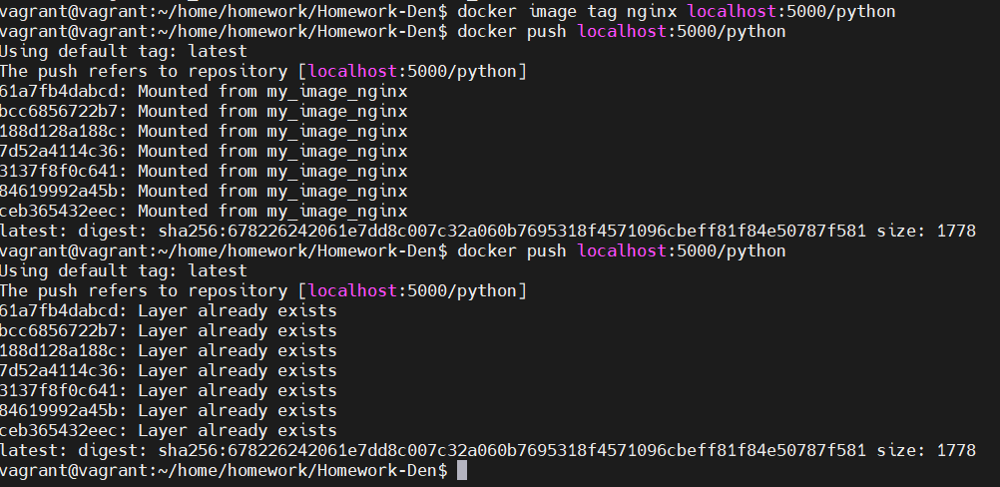 vagrant@vagrant:~/home/homework/Homework-Den$ docker image tag nginx localhost:5000/python
vagrant@vagrant:~/home/homework/Homework-Den$ docker push localhost:5000/python
Using default tag: latest
The push refers to repository [localhost:5000/python]
61a7fb4dabcd: Mounted from my_image_nginx
bcc6856722b7: Mounted from my_image_nginx
188d128a188c: Mounted from my_image_nginx
7d52a4114c36: Mounted from my_image_nginx
3137f8f0c641: Mounted from my_image_nginx
84619992a45b: Mounted from my_image_nginx
ceb365432eec: Mounted from my_image_nginx
latest: digest: sha256:678226242061e7dd8c007c32a060b7695318f4571096cbeff81f84e50787f581 size: 1778
vagrant@vagrant:~/home/homework/Homework-Den$ docker push localhost:5000/python
Using default tag: latest
The push refers to repository [localhost:5000/python]
61a7fb4dabcd: Layer already exists
bcc6856722b7: Layer already exists
188d128a188c: Layer already exists
7d52a4114c36: Layer already exists
3137f8f0c641: Layer already exists
84619992a45b: Layer already exists
ceb365432eec: Layer already exists
latest: digest: sha256:678226242061e7dd8c007c32a060b7695318f4571096cbeff81f84e50787f581 size: 1778
vagrant@vagrant:~/home/homework/Homework-Den$